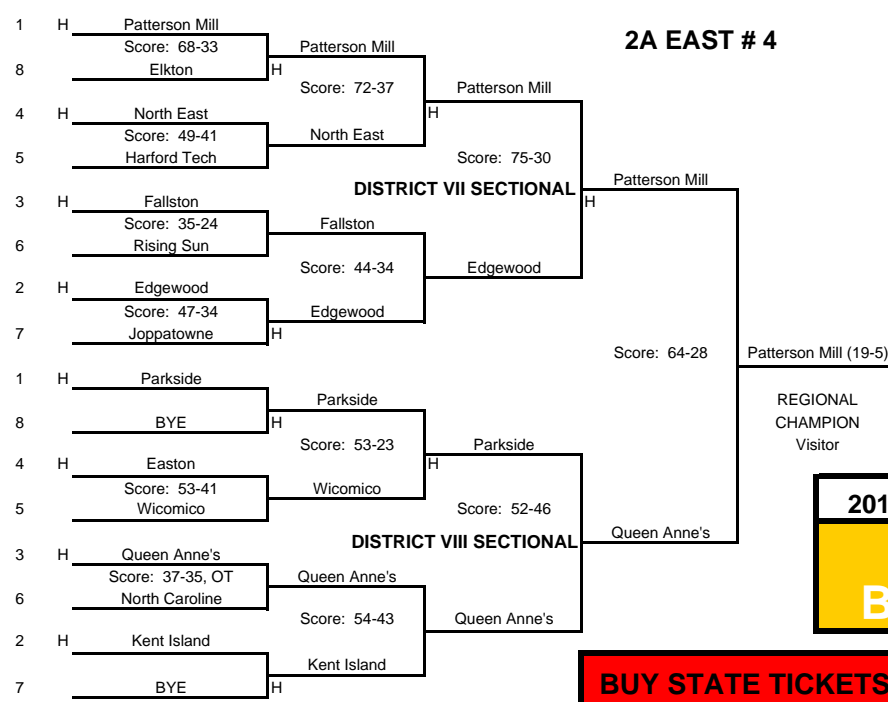 2A EAST # 4
1 H Patterson Mill
Score: 68-33
Patterson Mill
8 Elkton
H
Score: 72-37
Patterson Mill
4 H North East
H
Score: 49-41
North East
5 Harford Tech
Score: 75-30
DISTRICT VII SECTIONAL
Patterson Mill
3 H Fallston
H
Score: 35-24
Fallston
6 Rising Sun
Score: 44-34
Edgewood
2 H Edgewood
Score: 47-34
Edgewood
7 Joppatowne
H
Score: 64-28
Patterson Mill (19-5)
1 H Parkside
Parkside
REGIONAL
CHAMPION
Visitor
8 BYE
H
Score: 53-23
Parkside
4 H Easton
H
Score: 53-41
Wicomico
5 Wicomico
Score: 52-46
201
DISTRICT VIII SECTIONAL
Queen Anne's
3 H Queen Anne's
Score: 37-35, OT
Queen Anne's
6 North Caroline
Score: 54-43
Queen Anne's
B
2 H Kent Island
Kent Island
7 BYE
H
BUY STATE TICKETS